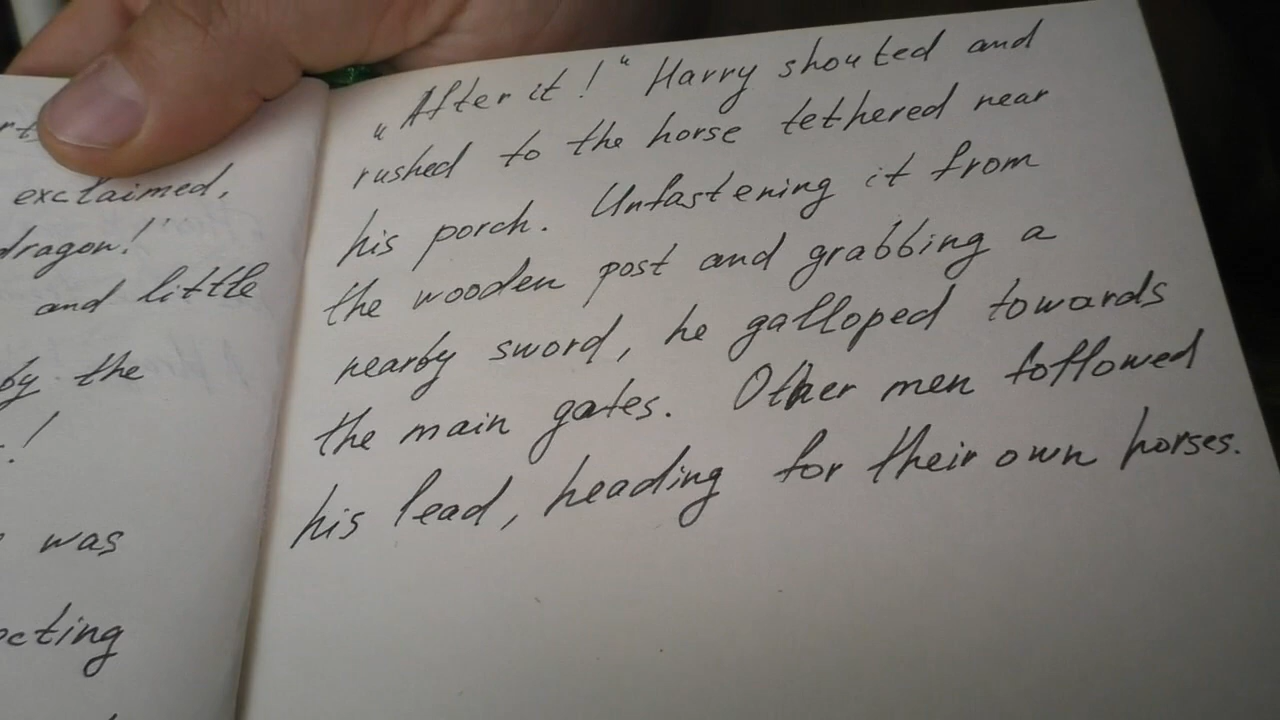 exclaimed,
dragon!"
and little
by the
was
„After it!“ Harry shouted and
rushed to the horse tethered near
his porch. Unfastening it from
the wooden post and grabbing a
nearby sword, he galloped towards
the main gates. Other men followed
his lead, heading for their own horses.